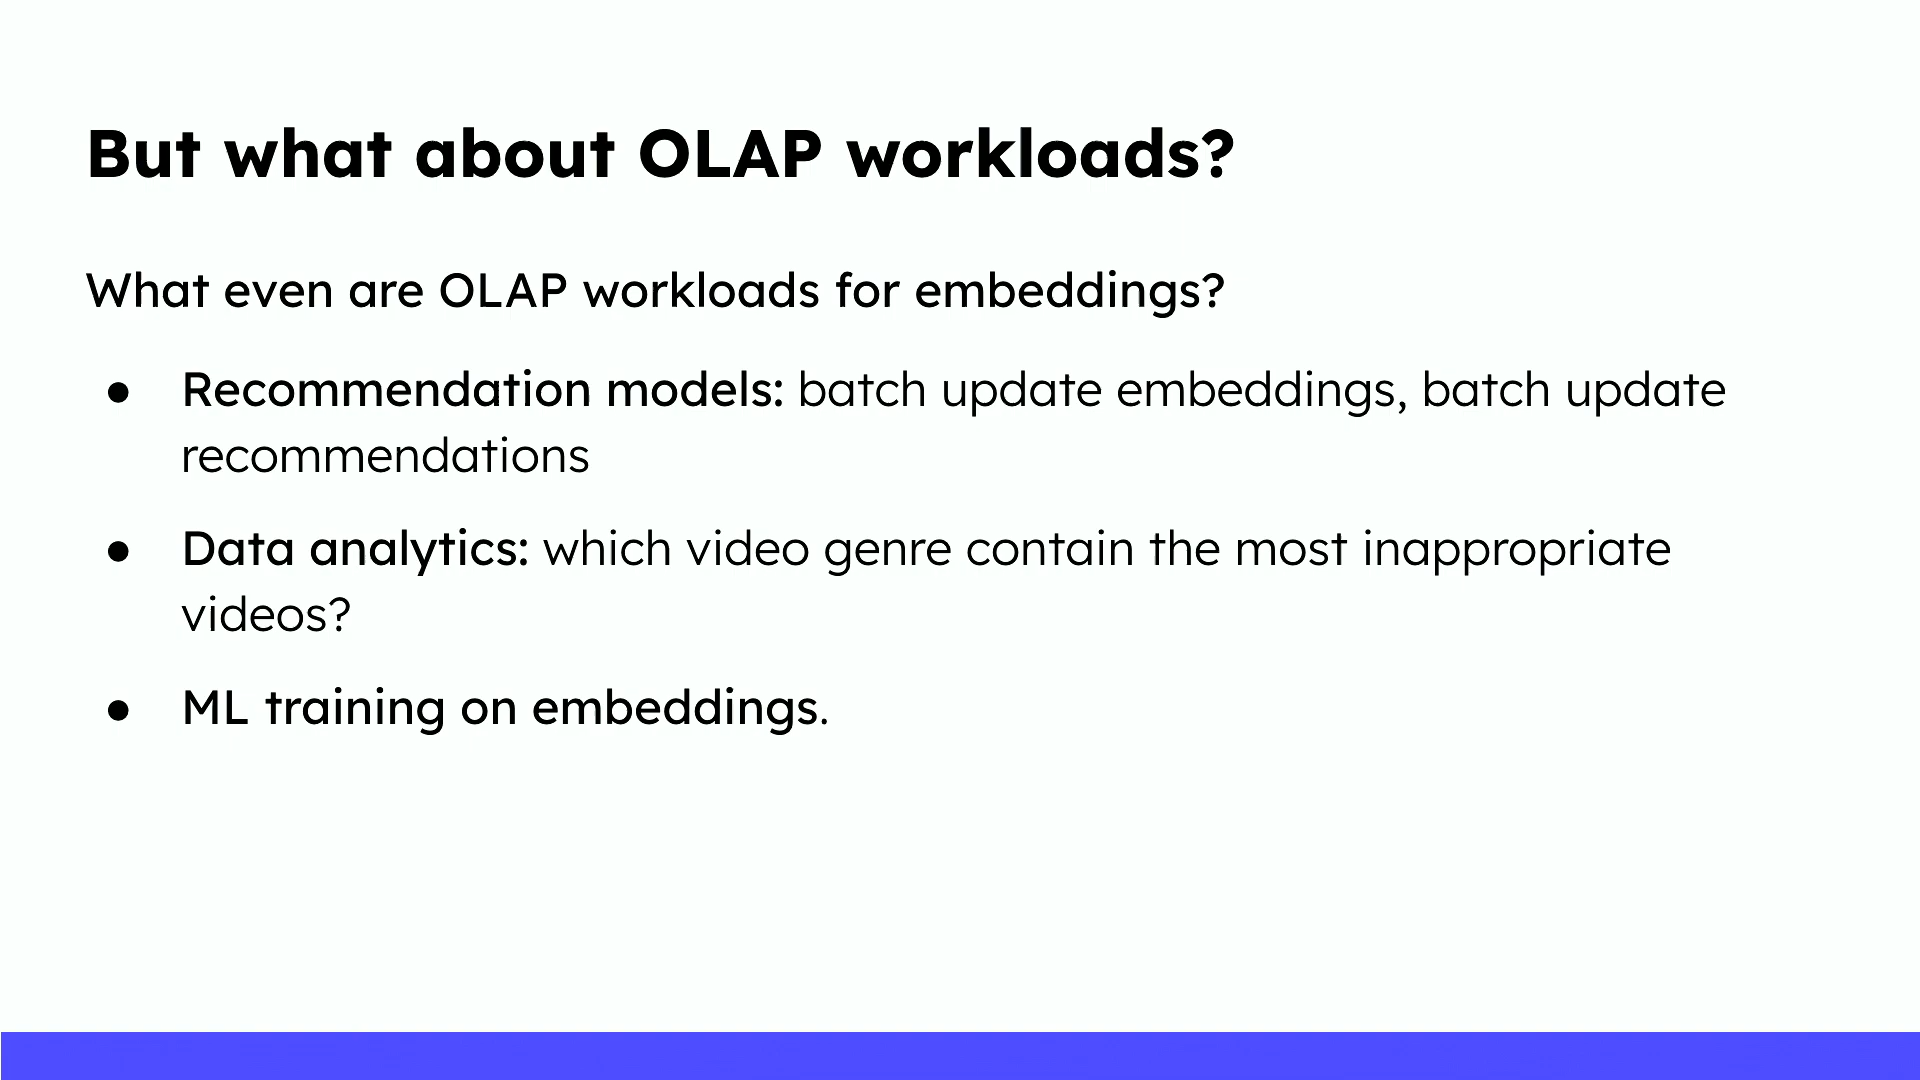 But what about OLAP workloads?
What even are OLAP workloads for embeddings?
● Recommendation models: batch update embeddings, batch update
recommendations
● Data analytics: which video genre contain the most inappropriate
videos?
● ML training on embeddings.